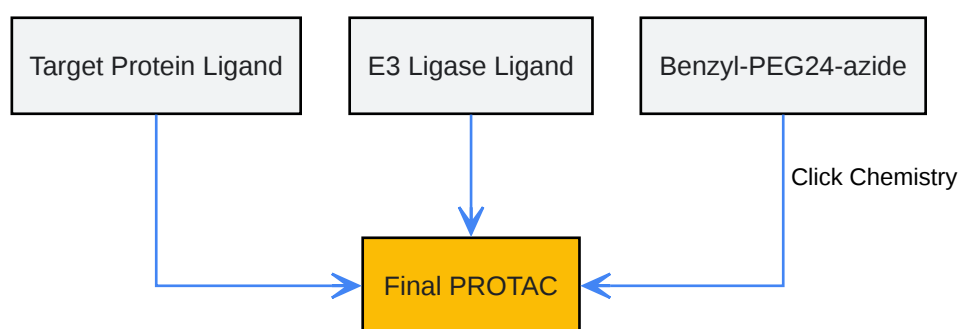 Target Protein Ligand
E3 Ligase Ligand
Benzyl-PEG24-azide
Click Chemistry
Final PROTAC